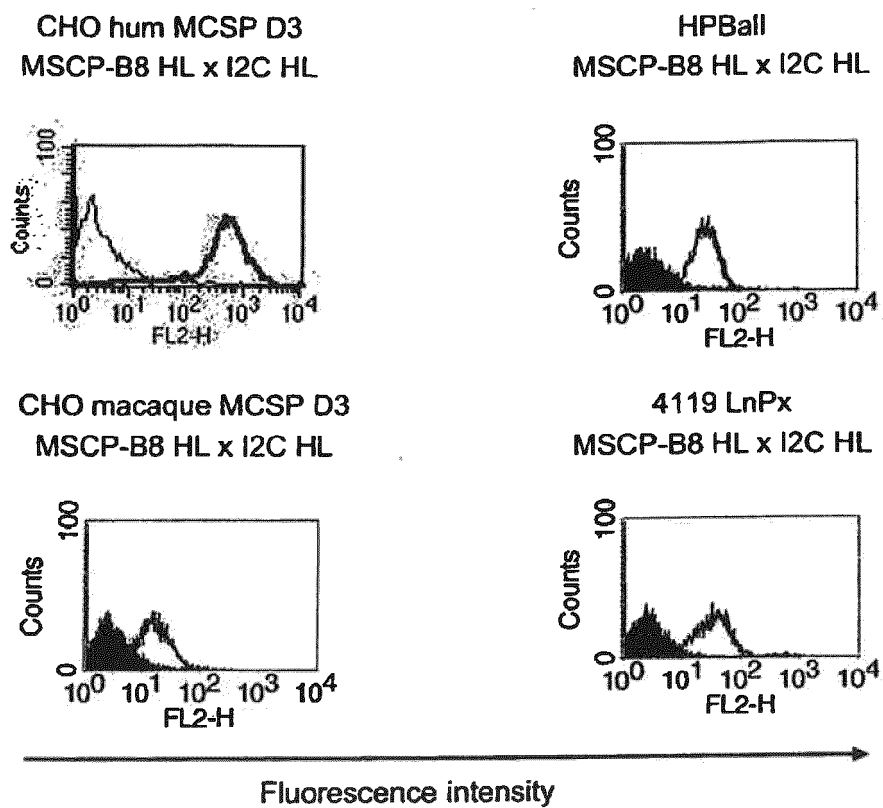 CHO hum MCSP D3
MSCP-B8 HL x I2C HL
100
Counts
0
10^0 10^1 10^2 10^3 10^4
FL2-H
HPBall
MSCP-B8 HL x I2C HL
100
Counts
0
10^0 10^1 10^2 10^3 10^4
FL2-H
CHO macaque MCSP D3
MSCP-B8 HL x I2C HL
100
Counts
0
10^0 10^1 10^2 10^3 10^4
FL2-H
4119 LnPx
MSCP-B8 HL x I2C HL
100
Counts
0
10^0 10^1 10^2 10^3 10^4
FL2-H
Fluorescence intensity